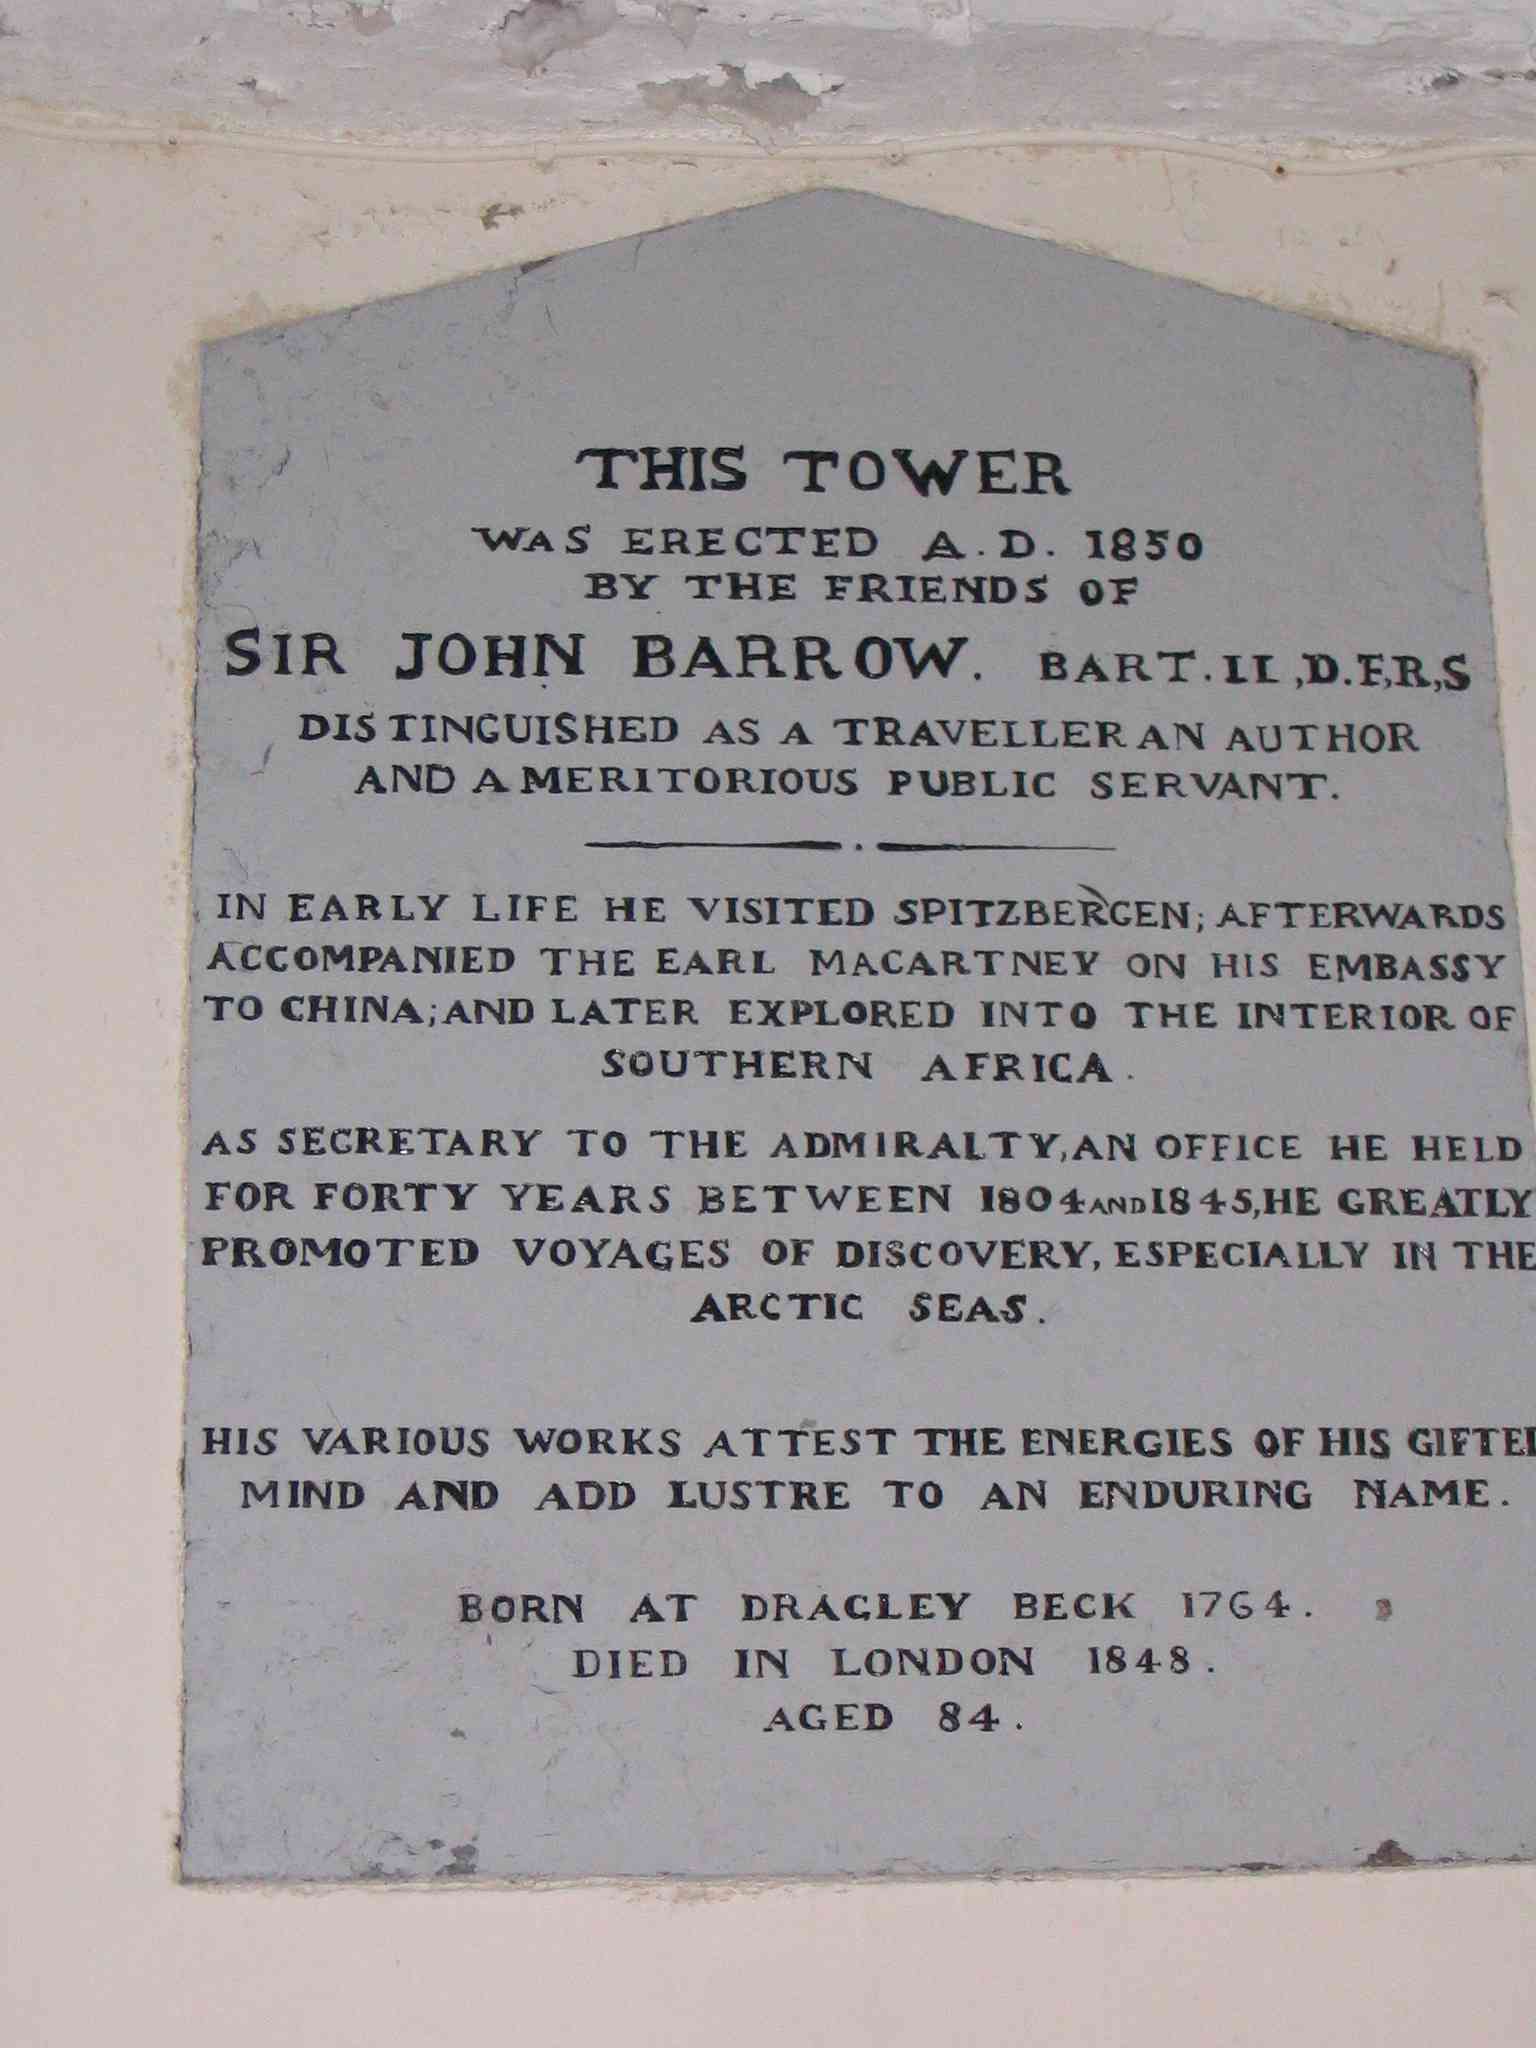 THIS TOWER
WAS ERECTED A.D. 1850
BY THE FRIENDS OF
SIR JOHN BARROW. BART.LL,D.F,R,S
DISTINGUISHED AS A TRAVELLER AN AUTHOR
AND A MERITORIOUS PUBLIC SERVANT.
IN EARLY LIFE HE VISITED SPITZBERGEN; AFTERWARDS
ACCOMPANIED THE EARL MACARTNEY ON HIS EMBASSY
TO CHINA; AND LATER EXPLORED INTO THE INTERIOR OF
SOUTHERN AFRICA.
AS SECRETARY TO THE ADMIRALTY, AN OFFICE HE HELD
FOR FORTY YEARS BETWEEN 1804 AND 1845, HE GREATLY
PROMOTED VOYAGES OF DISCOVERY, ESPECIALLY IN THE
ARCTIC SEAS.
HIS VARIOUS WORKS ATTEST THE ENERGIES OF HIS GIFTED
MIND AND ADD LUSTRE TO AN ENDURING NAME.
BORN AT DRAGLEY BECK 1764.
DIED IN LONDON 1848.
AGED 84.